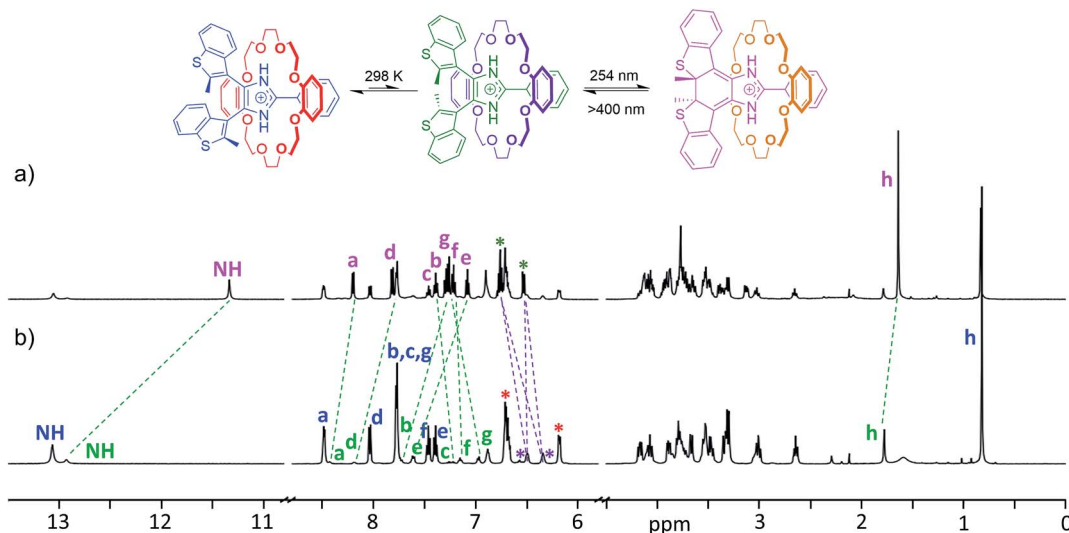 S
NH
O O O O
O O O O
⊕
NH
S
298 K
S
NH
O O O O
O O O O
⊕
NH
S
254 nm
>400 nm
S
NH
O O O O
O O O O
⊕
NH
S
a)
NH
a
d
c
b
g
f
e
*
*
h
b)
NH
NH
a
a
d
d
b,c,g
b
e
f
e
c
f
g
*
*
*
*
h
h
13 12 11 8 7 6 ppm 3 2 1 0